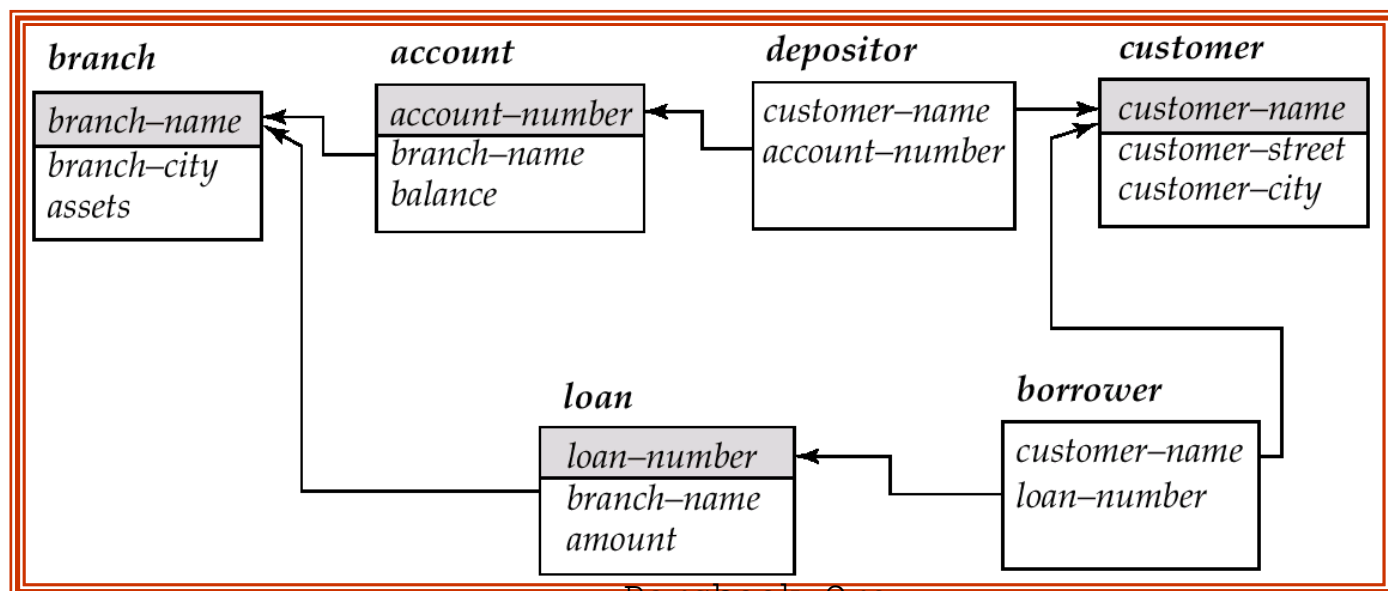 branch
branch–name
branch–city
assets
account
account–number
branch–name
balance
depositor
customer–name
account–number
customer
customer–name
customer–street
customer–city
loan
loan–number
branch–name
amount
borrower
customer–name
loan–number